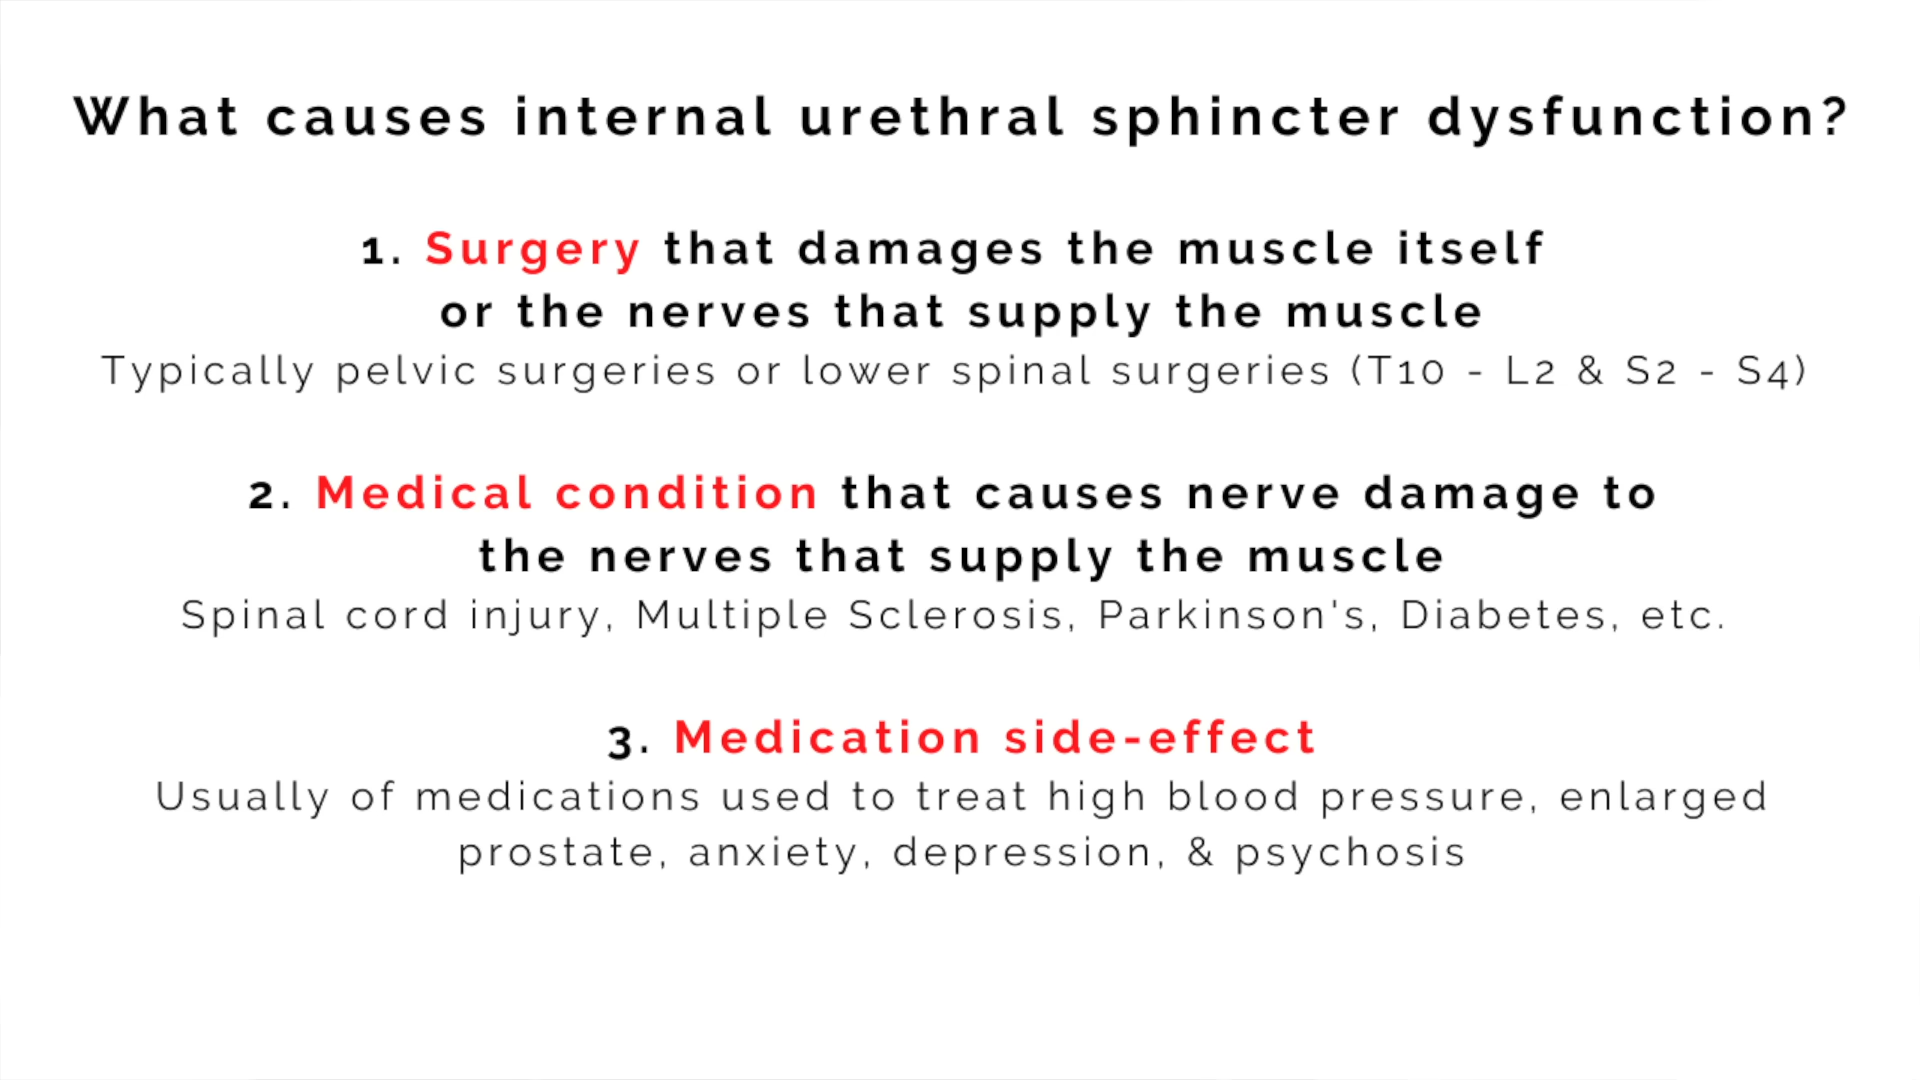 What causes internal urethral sphincter dysfunction?
1. Surgery that damages the muscle itself
or the nerves that supply the muscle
Typically pelvic surgeries or lower spinal surgeries (T10 - L2 & S2 - S4)
2. Medical condition that causes nerve damage to
the nerves that supply the muscle
Spinal cord injury, Multiple Sclerosis, Parkinson's, Diabetes, etc.
3. Medication side-effect
Usually of medications used to treat high blood pressure, enlarged
prostate, anxiety, depression, & psychosis